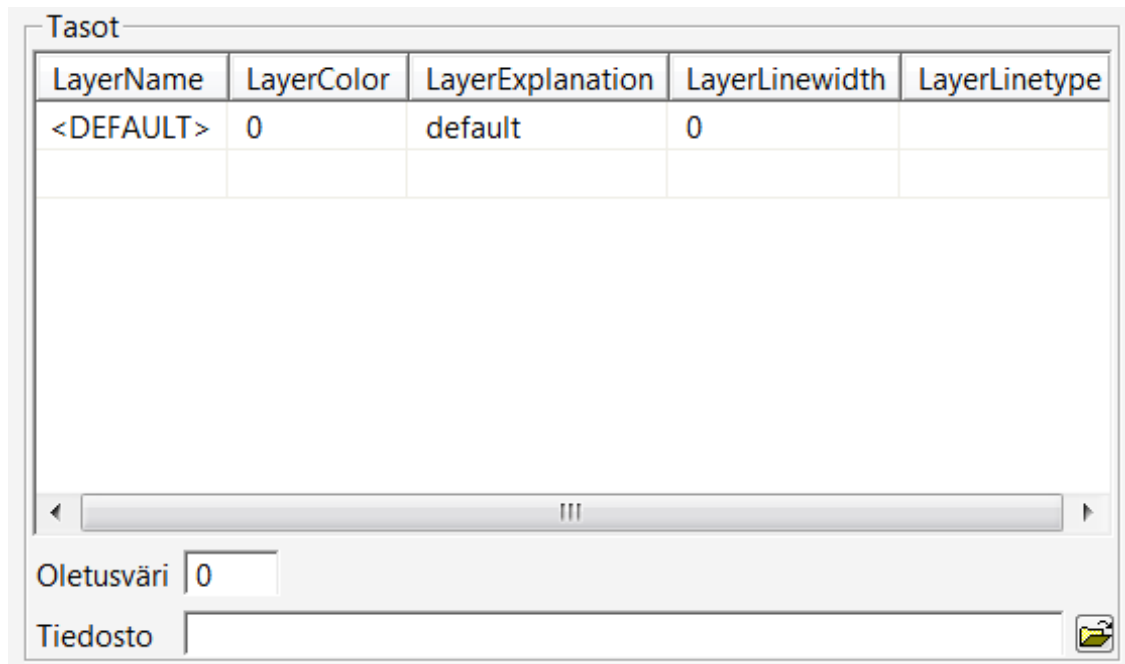 Tasot
LayerName LayerColor LayerExplanation LayerLinewidth LayerLinetype
<DEFAULT> 0 default 0
Oletusväri 0
Tiedosto